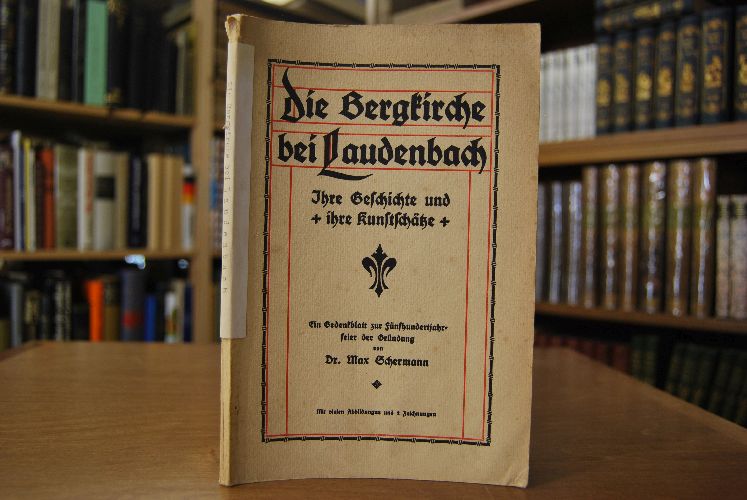 Die Bergkirche
bei Laudenbach
Ihre Geschichte und
+ ihre Kunstschätze +
Ein Gedenkblatt zur Fünfhundertjahr-
feier der Gründung
von
Dr. Max Schermann
Mit vielen Abbildungen und 2 Zeichnungen